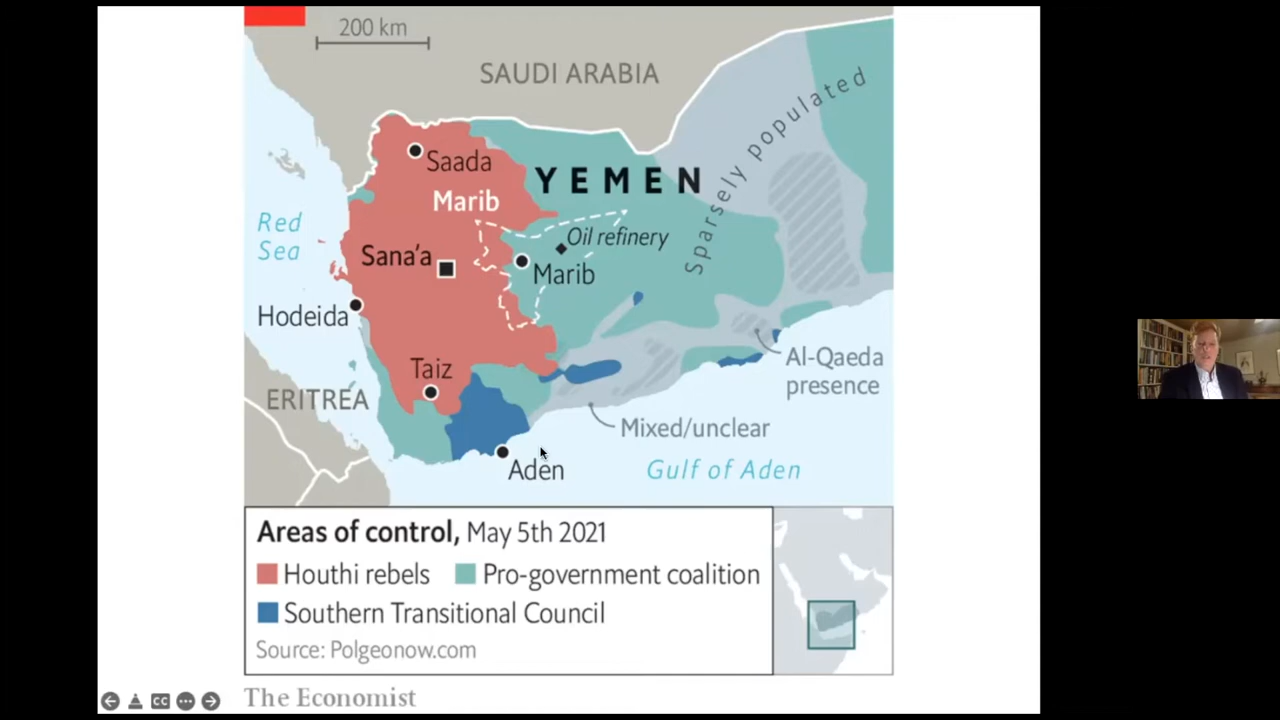 200 km
SAUDI ARABIA
Sparsely populated
Saada
YEMEN
Marib
Red
Sea
Oil refinery
Sana'a
Marib
Hodeida
Al-Qaeda
presence
Taiz
ERITREA
Mixed/unclear
Aden
Gulf of Aden
Areas of control, May 5th 2021
Houthi rebels
Pro-government coalition
Southern Transitional Council
Source: Polgeonow.com
CC
The Economist